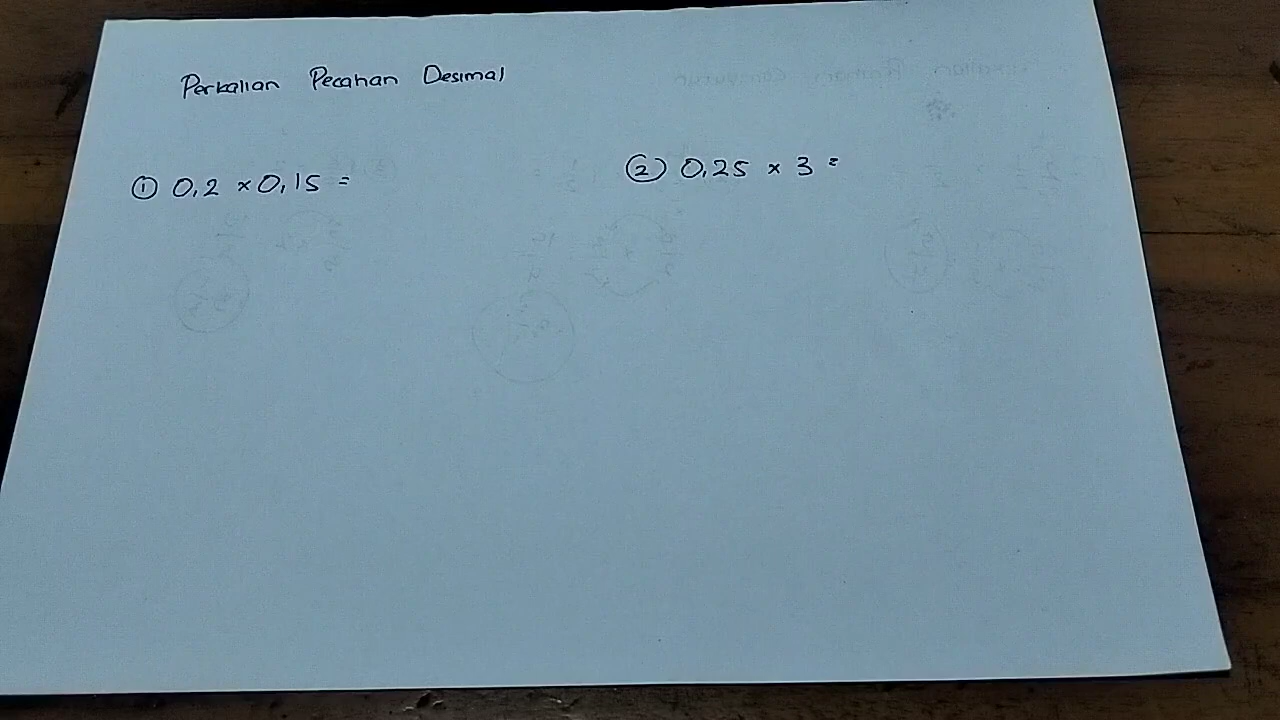 Perkalian Pecahan Desimal
① 0,2 × 0,15 =
② 0,25 × 3 =